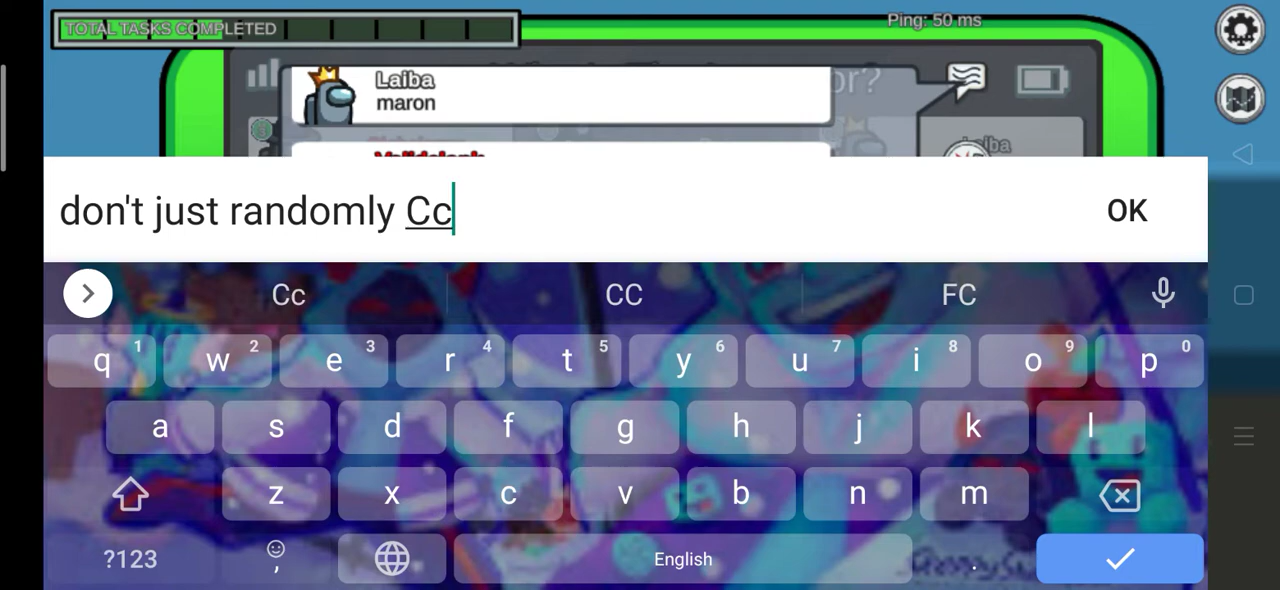 TOTAL TASKS COMPLETED
Ping: 50 ms
or?
Laiba
maron
don't just randomly Cc
OK
Cc CC FC
q 1 w 2 e 3 r 4 t 5 y 6 u 7 i 8 o 9 p 0
a s d f g h j k l
z x c v b n m
?123 , English .